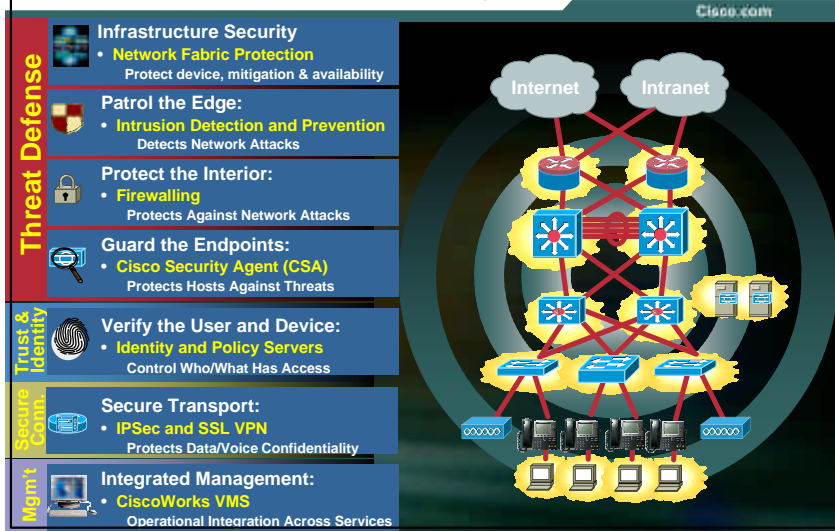 Cisco.com
Threat Defense
Infrastructure Security
• Network Fabric Protection
Protect device, mitigation & availability
Patrol the Edge:
• Intrusion Detection and Prevention
Detects Network Attacks
Protect the Interior:
• Firewalling
Protects Against Network Attacks
Guard the Endpoints:
• Cisco Security Agent (CSA)
Protects Hosts Against Threats
Trust &
Identity
Verify the User and Device:
• Identity and Policy Servers
Control Who/What Has Access
Secure
Conn.
Secure Transport:
• IPSec and SSL VPN
Protects Data/Voice Confidentiality
Mgm't
Integrated Management:
• CiscoWorks VMS
Operational Integration Across Services
Internet
Intranet